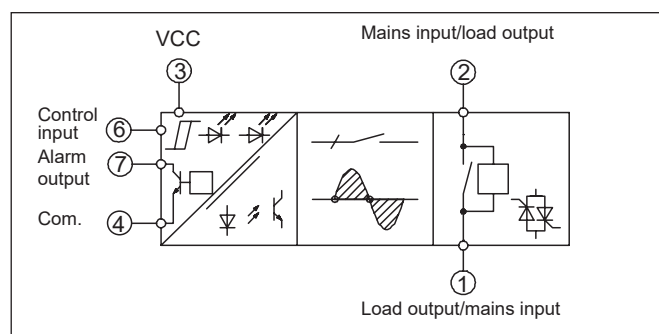 VCC
Mains input/load output
3
2
Control
input
6
Alarm
output
7
Com.
4
1
Load output/mains input